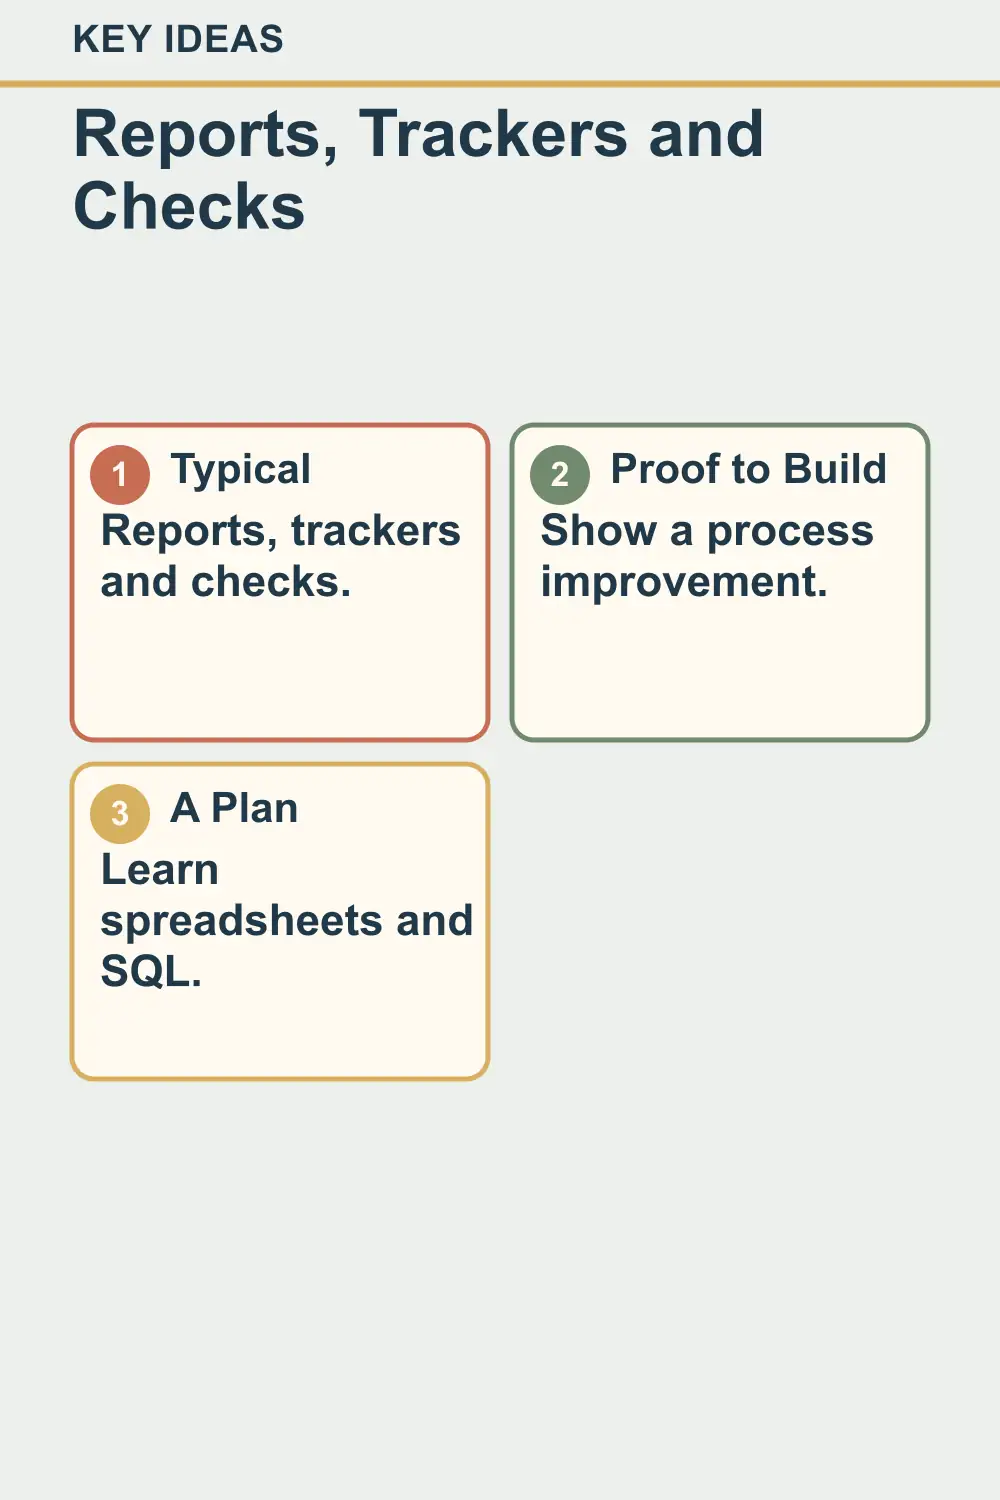 KEY IDEAS
Reports, Trackers and
Checks
1 Typical
Reports, trackers
and checks.
2 Proof to Build
Show a process
improvement.
3 A Plan
Learn
spreadsheets and
SQL.